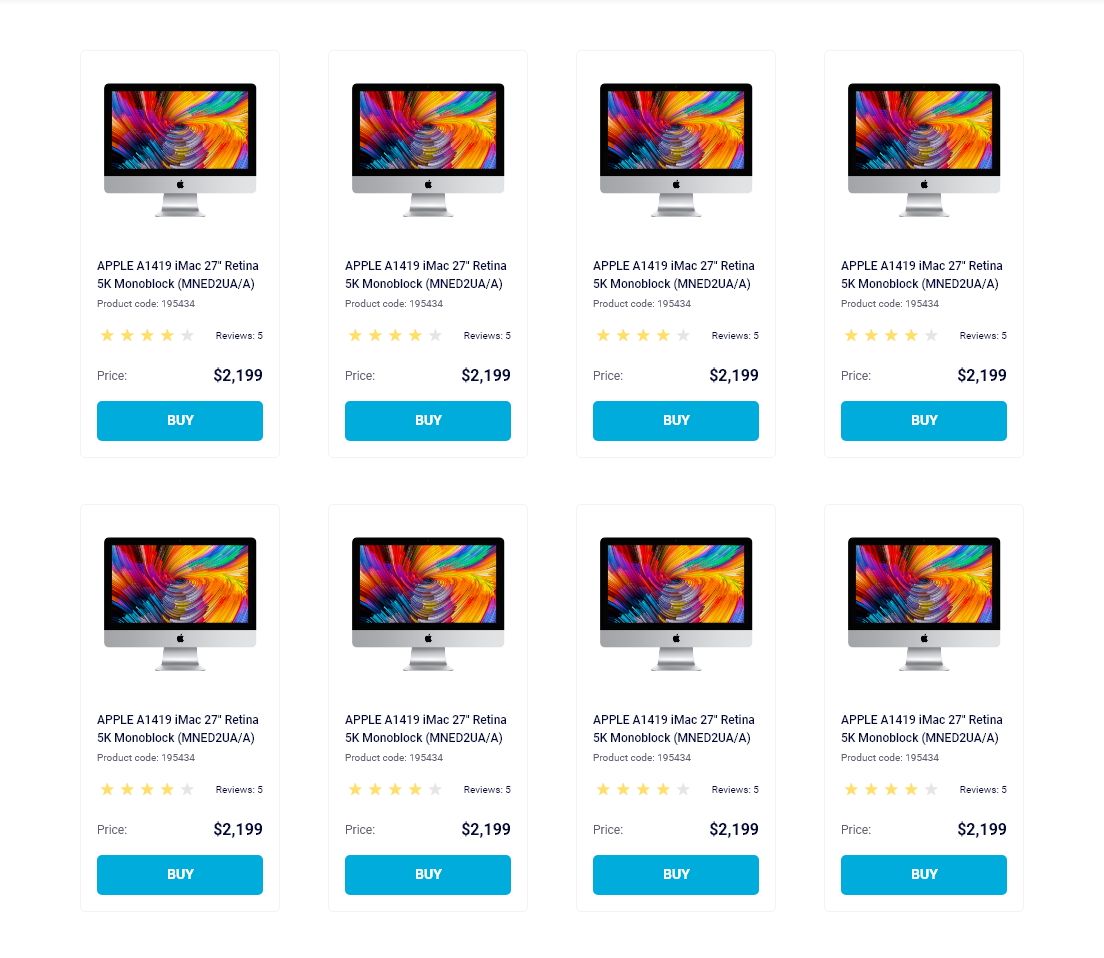 APPLE A1419 iMac 27" Retina
5K Monoblock (MNED2UA/A)
Product code: 195434
Reviews: 5
Price: $2,199
BUY
APPLE A1419 iMac 27" Retina
5K Monoblock (MNED2UA/A)
Product code: 195434
Reviews: 5
Price: $2,199
BUY
APPLE A1419 iMac 27" Retina
5K Monoblock (MNED2UA/A)
Product code: 195434
Reviews: 5
Price: $2,199
BUY
APPLE A1419 iMac 27" Retina
5K Monoblock (MNED2UA/A)
Product code: 195434
Reviews: 5
Price: $2,199
BUY
APPLE A1419 iMac 27" Retina
5K Monoblock (MNED2UA/A)
Product code: 195434
Reviews: 5
Price: $2,199
BUY
APPLE A1419 iMac 27" Retina
5K Monoblock (MNED2UA/A)
Product code: 195434
Reviews: 5
Price: $2,199
BUY
APPLE A1419 iMac 27" Retina
5K Monoblock (MNED2UA/A)
Product code: 195434
Reviews: 5
Price: $2,199
BUY
APPLE A1419 iMac 27" Retina
5K Monoblock (MNED2UA/A)
Product code: 195434
Reviews: 5
Price: $2,199
BUY